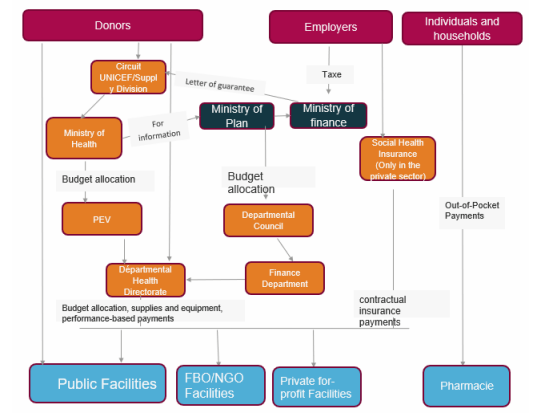 Donors
Employers
Individuals and
households
Circuit
UNICEF/Suppl
y Division
Letter of guarantee
Taxe
Ministry of
Health
For
information
Ministry of
Plan
Ministry of
finance
Social Health
Insurance
(Only in the
private sector)
Budget allocation
Budget
allocation
PEV
Departmental
Council
Out-of-Pocket
Payments
Départmental
Health
Directorate
Finance
Department
Budget allocation, supplies and equipment,
performance-based payments
contractual
insurance
payments
Public Facilities
FBO/NGO
Facilities
Private for-
profit Facilities
Pharmacie